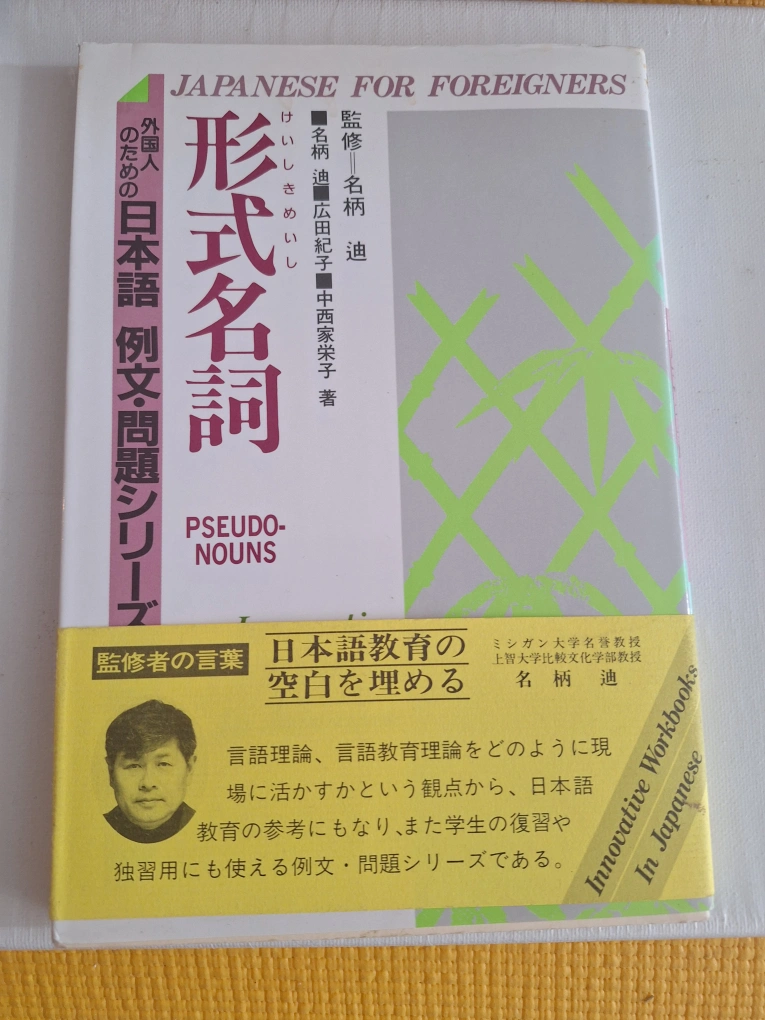 JAPANESE FOR FOREIGNERS
外国人
のための
日本語 例文・問題シリーズ
形式名詞
けいしきめいし
監修＝名柄 迪
■名柄 迪■広田紀子■中西家栄子 著
PSEUDO-
NOUNS
監修者の言葉
日本語教育の
空白を埋める
ミシガン大学名誉教授
上智大学比較文化学部教授
名柄 迪
言語理論、言語教育理論をどのように現
場に活かすかという観点から、日本語
教育の参考にもなり、また学生の復習や
独習用にも使える例文・問題シリーズである。
Innovative Workbooks
In Japanese